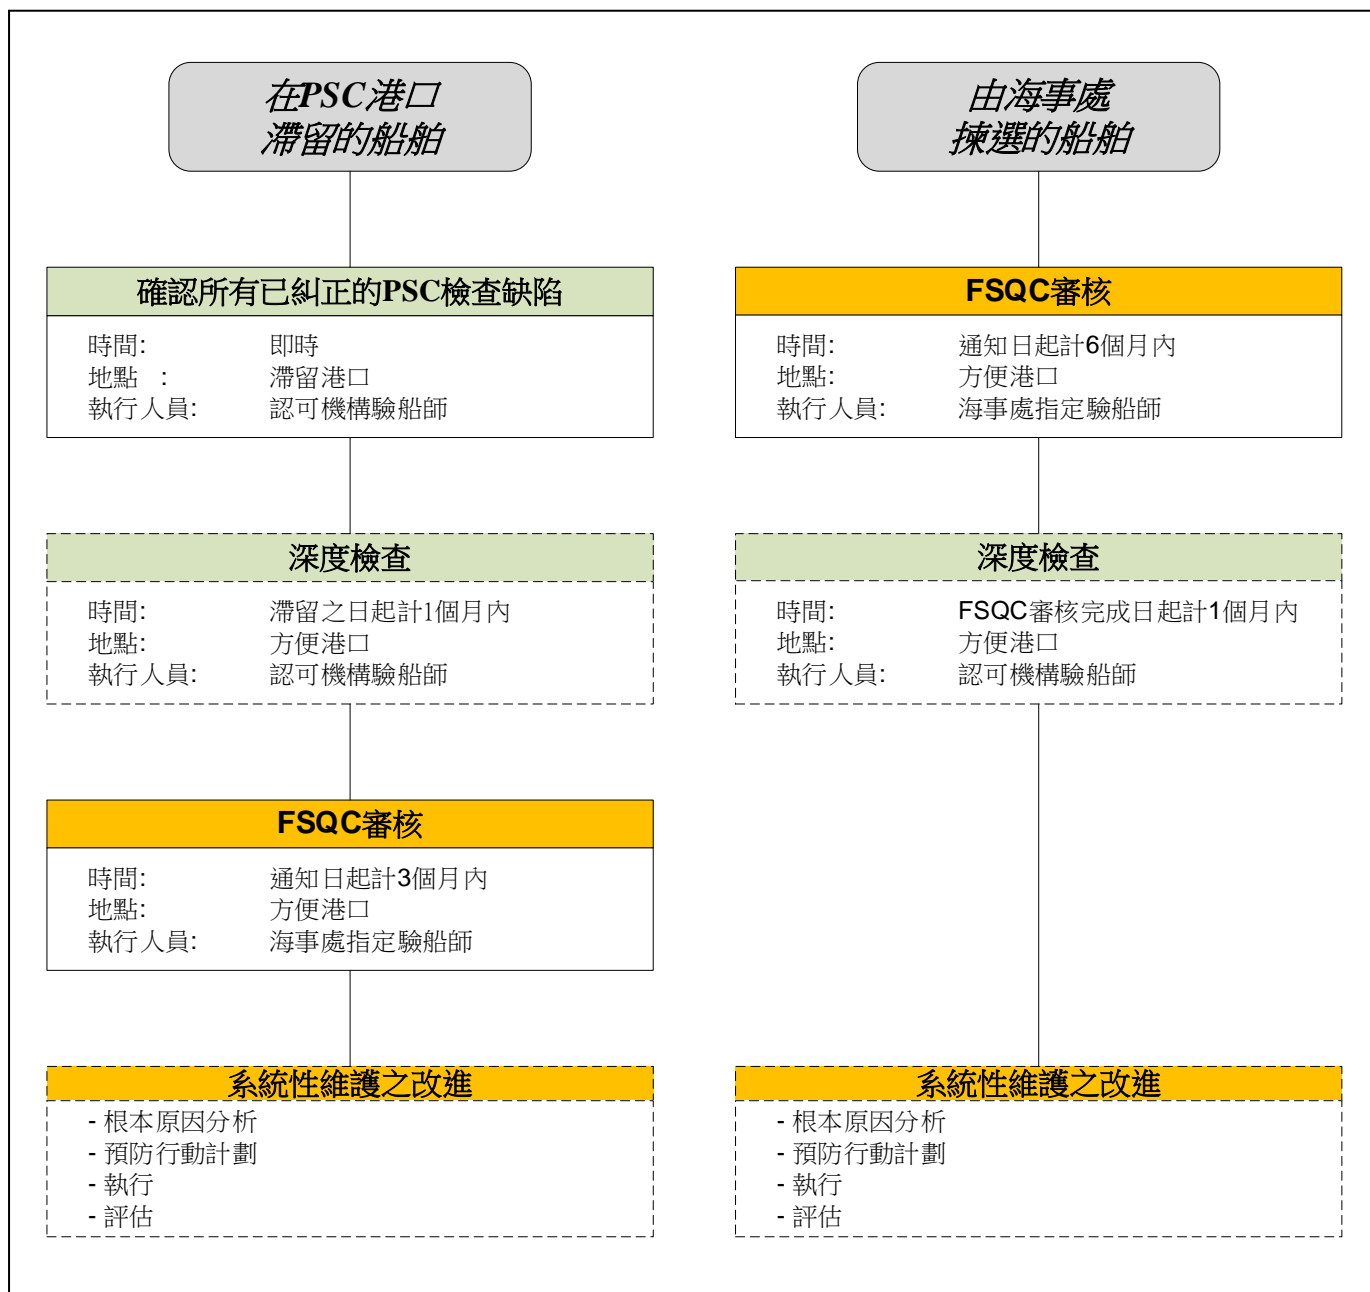 在PSC港口
滯留的船舶
確認所有已糾正的PSC檢查缺陷
時間: 即時
地點 : 滯留港口
執行人員: 認可機構驗船師
深度檢查
時間: 滯留之日起計1個月內
地點: 方便港口
執行人員: 認可機構驗船師
FSQC審核
時間: 通知日起計3個月內
地點: 方便港口
執行人員: 海事處指定驗船師
系統性維護之改進
- 根本原因分析
- 預防行動計劃
- 執行
- 評估
由海事處
揀選的船舶
FSQC審核
時間: 通知日起計6個月內
地點: 方便港口
執行人員: 海事處指定驗船師
深度檢查
時間: FSQC審核完成日起計1個月內
地點: 方便港口
執行人員: 認可機構驗船師
系統性維護之改進
- 根本原因分析
- 預防行動計劃
- 執行
- 評估